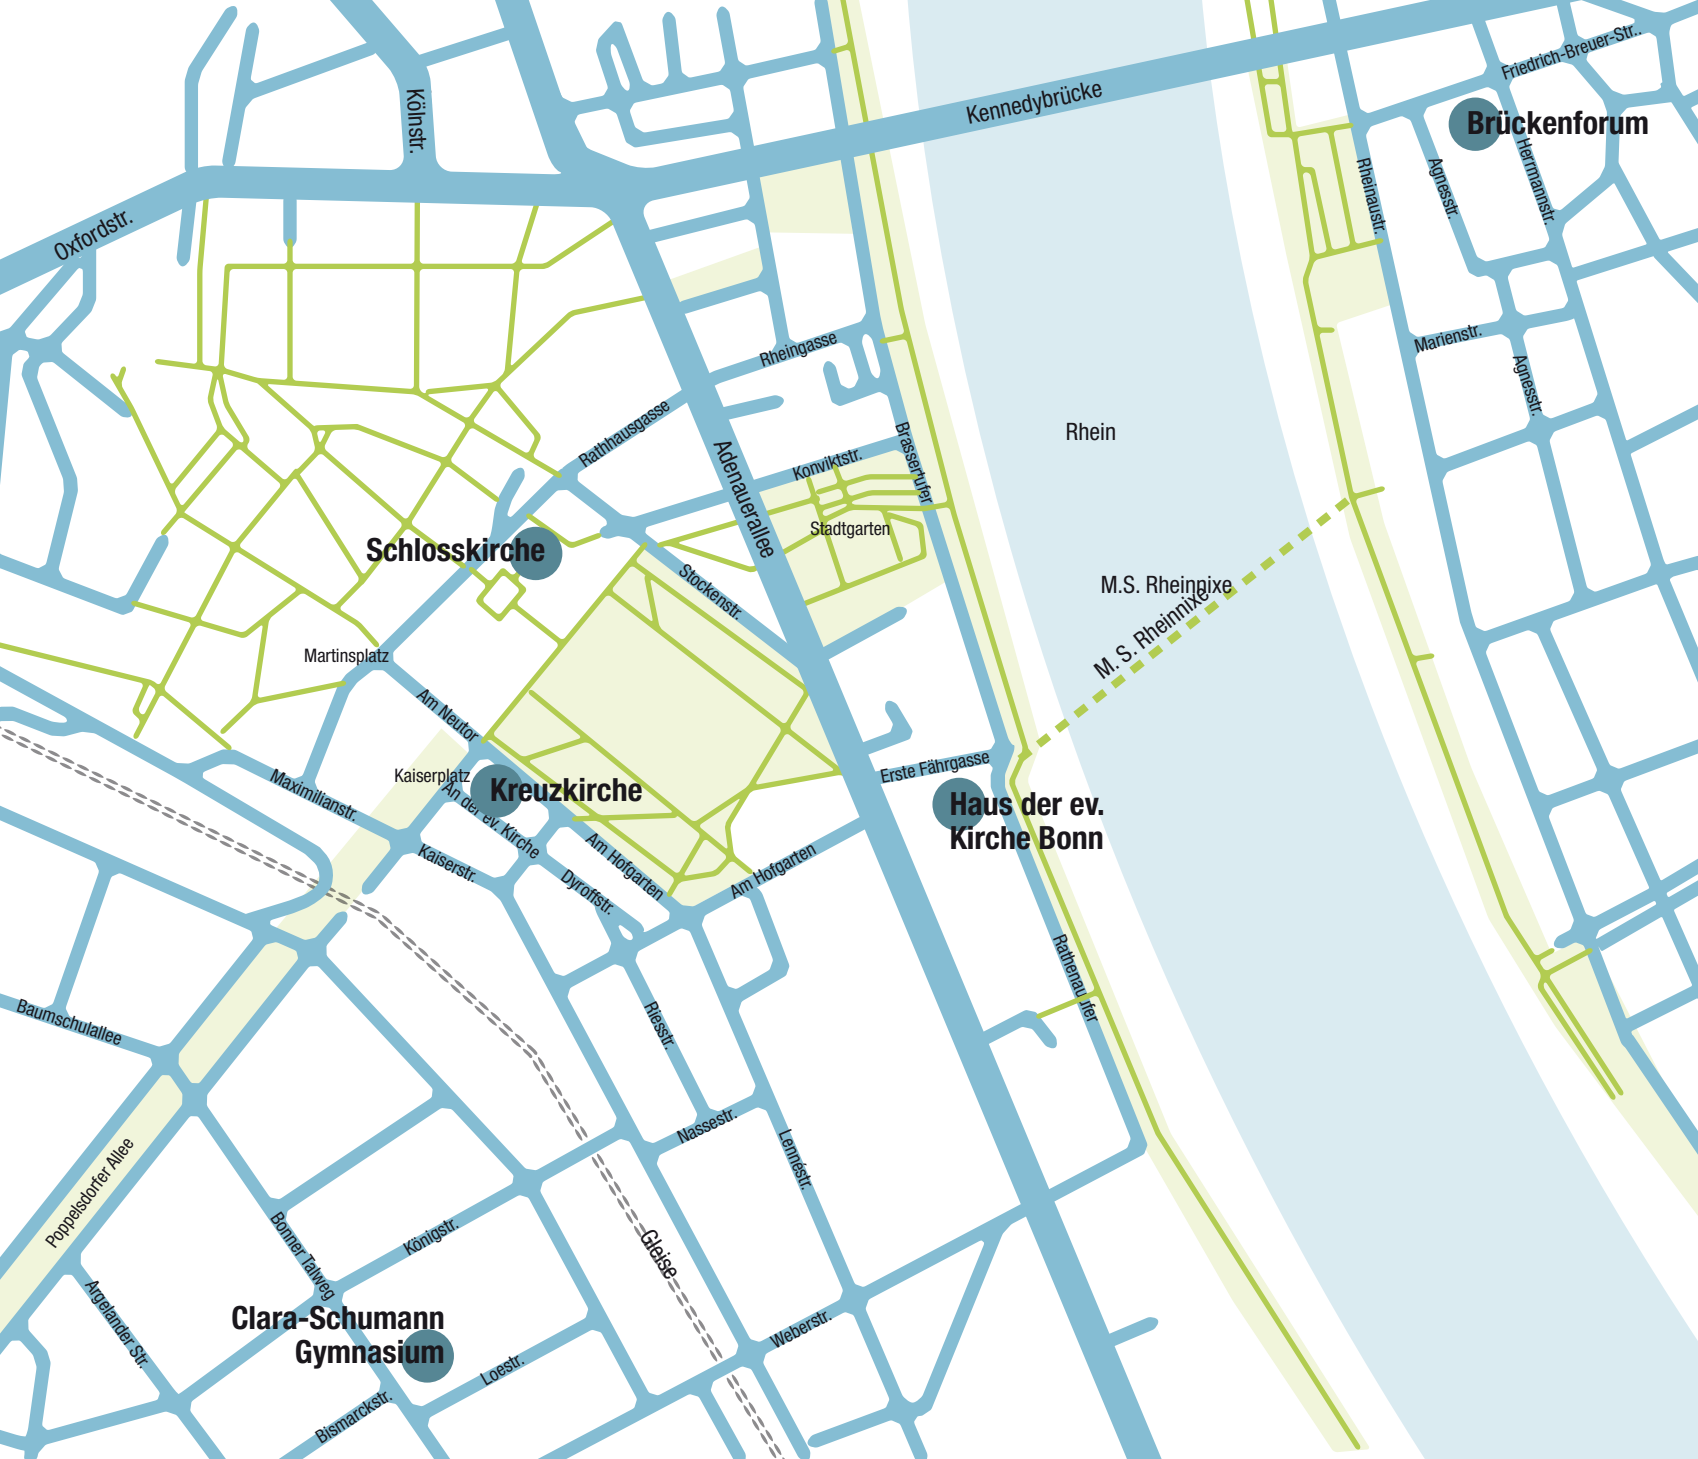 Friedrich-Breuer-Str..
Kölnstr.
Kennedybrücke
Brückenforum
Oxfordstr.
Rheinaustr.
Agnesstr.
Herrmannstr.
Rheingasse
Marienstr.
Agnesstr.
Rathhausgasse
Rhein
Adenauerallee
Konviktstr.
Brassertufer
Stadtgarten
Schlosskirche
Stockenstr.
M.S. Rheinnixe
M. S. Rheinnixe
Martinsplatz
Am Neutor
Kaiserplatz
Maximilianstr.
Kreuzkirche
An der ev. Kirche
Erste Fährgasse
Haus der ev.
Kirche Bonn
Kaiserstr.
Am Hofgarten
Dyroffstr.
Am Hofgarten
Rathenaufer
Baumschulallee
Riesstr.
Nassestr.
Lennéstr.
Poppelsdorfer Allee
Bonner Talweg
Königstr.
Gleise
Argelander Str.
Clara-Schumann
Gymnasium
Weberstr.
Loestr.
Bismarckstr.